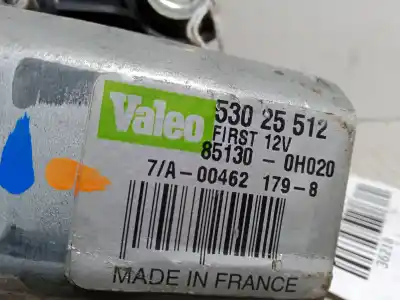 Valeo
530 25 512
FIRST 12V
85130 - 0H020
7/A-00462 179-8
MADE IN FRANCE